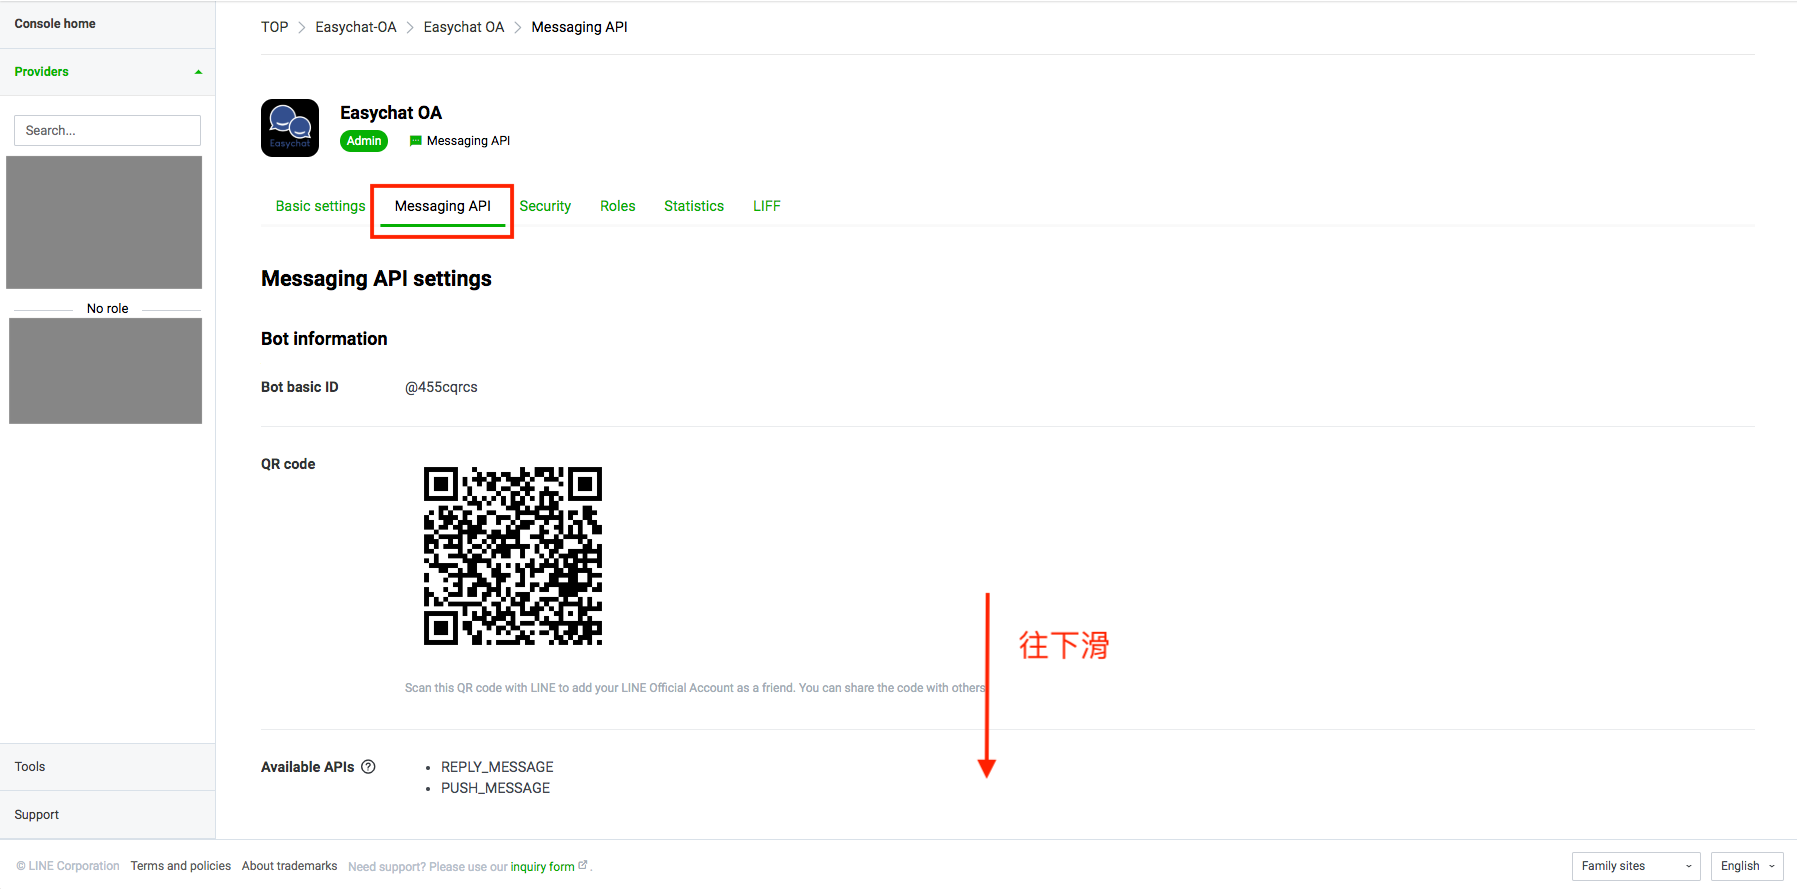 Console home
Providers
Search...
No role
Tools
Support
TOP > Easychat-OA > Easychat OA > Messaging API
Easychat
Easychat OA
Admin
Messaging API
Basic settings
Messaging API
Security
Roles
Statistics
LIFF
Messaging API settings
Bot information
Bot basic ID
@455cqrcs
QR code
Scan this QR code with LINE to add your LINE Official Account as a friend. You can share the code with others
往下滑
Available APIs
• REPLY_MESSAGE
• PUSH_MESSAGE
© LINE Corporation Terms and policies About trademarks Need support? Please use our inquiry form .
Family sites
English